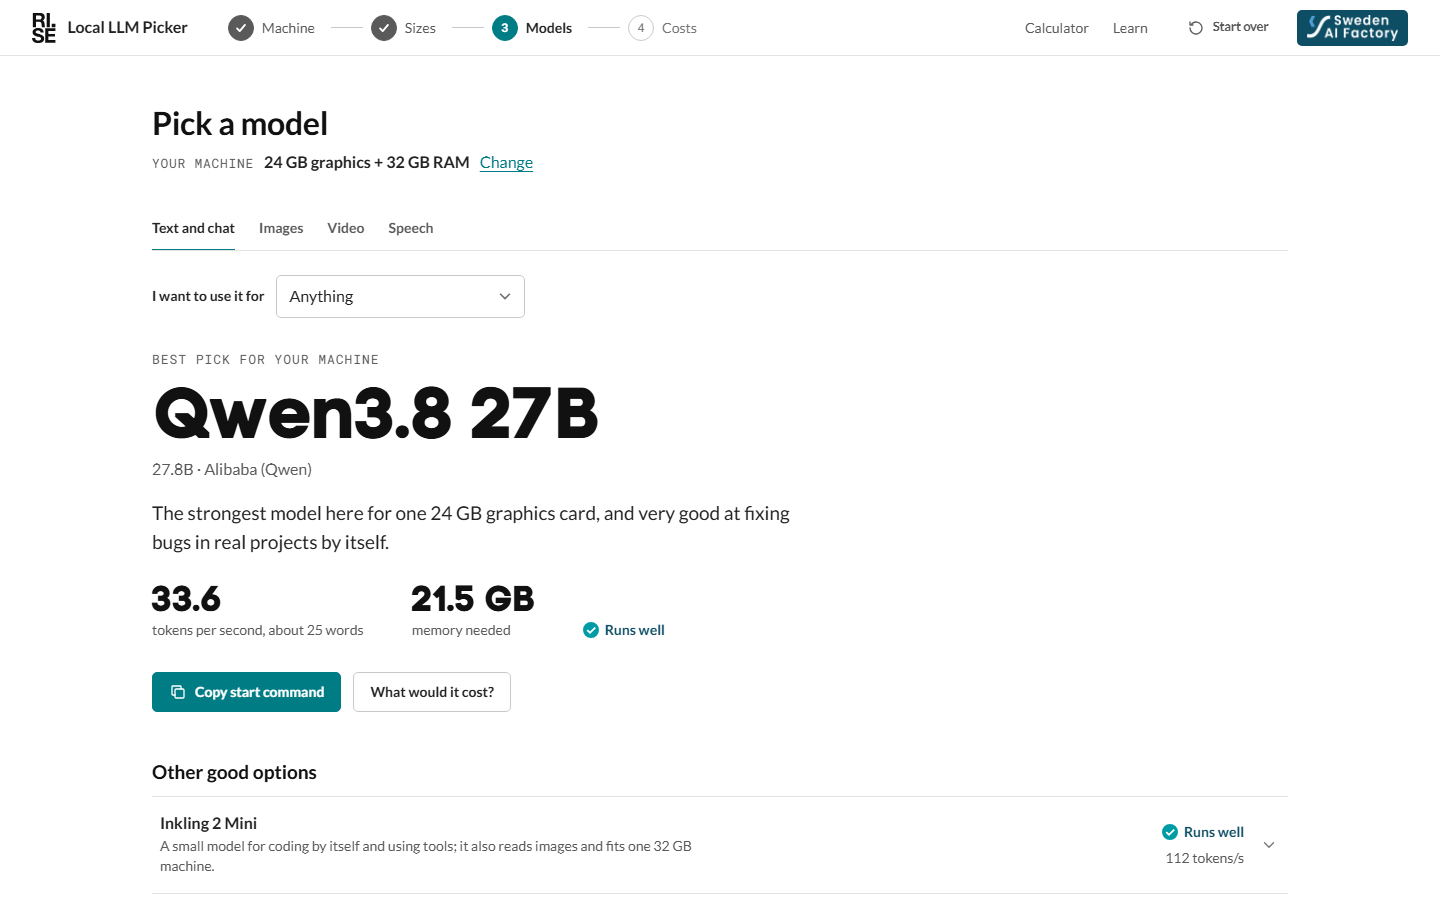 RI.
SE
Local LLM Picker
Machine
Sizes
3 Models
4 Costs
Calculator
Learn
Start over
Sweden
AI Factory
Pick a model
YOUR MACHINE 24 GB graphics + 32 GB RAM Change
Text and chat
Images
Video
Speech
I want to use it for Anything
BEST PICK FOR YOUR MACHINE
Qwen3.8 27B
27.8B · Alibaba (Qwen)
The strongest model here for one 24 GB graphics card, and very good at fixing
bugs in real projects by itself.
33.6
tokens per second, about 25 words
21.5 GB
memory needed
Runs well
Copy start command
What would it cost?
Other good options
Inkling 2 Mini
A small model for coding by itself and using tools; it also reads images and fits one 32 GB
machine.
Runs well
112 tokens/s